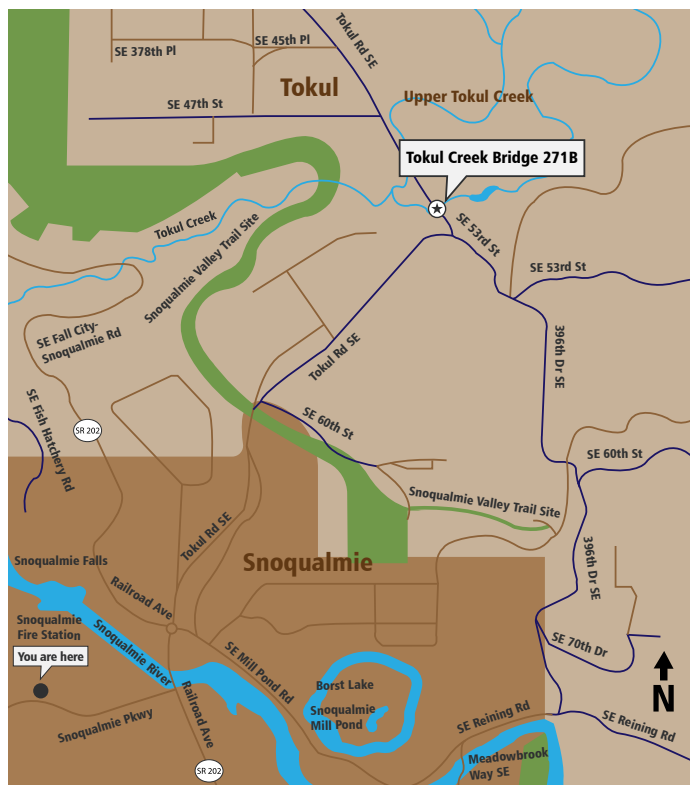 SE 378th Pl
SE 45th Pl
Tokul Rd SE
Tokul
Upper Tokul Creek
SE 47th St
Tokul Creek Bridge 271B
Tokul Creek
Snoqualmie Valley Trail Site
SE 53rd St
SE 53rd St
SE Fall City-
Snoqualmie Rd
Tokul Rd SE
396th Dr SE
SE Fish Hatchery Rd
SR 202
SE 60th St
SE 60th St
Snoqualmie Valley Trail Site
Tokul Rd SE
Snoqualmie
Snoqualmie Falls
396th Dr SE
Railroad Ave
Snoqualmie
Fire Station
You are here
Snoqualmie River
SE Mill Pond Rd
SE 70th Dr
N
Borst Lake
Snoqualmie
Mill Pond
Snoqualmie Pkwy
Railroad Ave
SE Reining Rd
SE Reining Rd
Meadowbrook
Way SE
SR 202